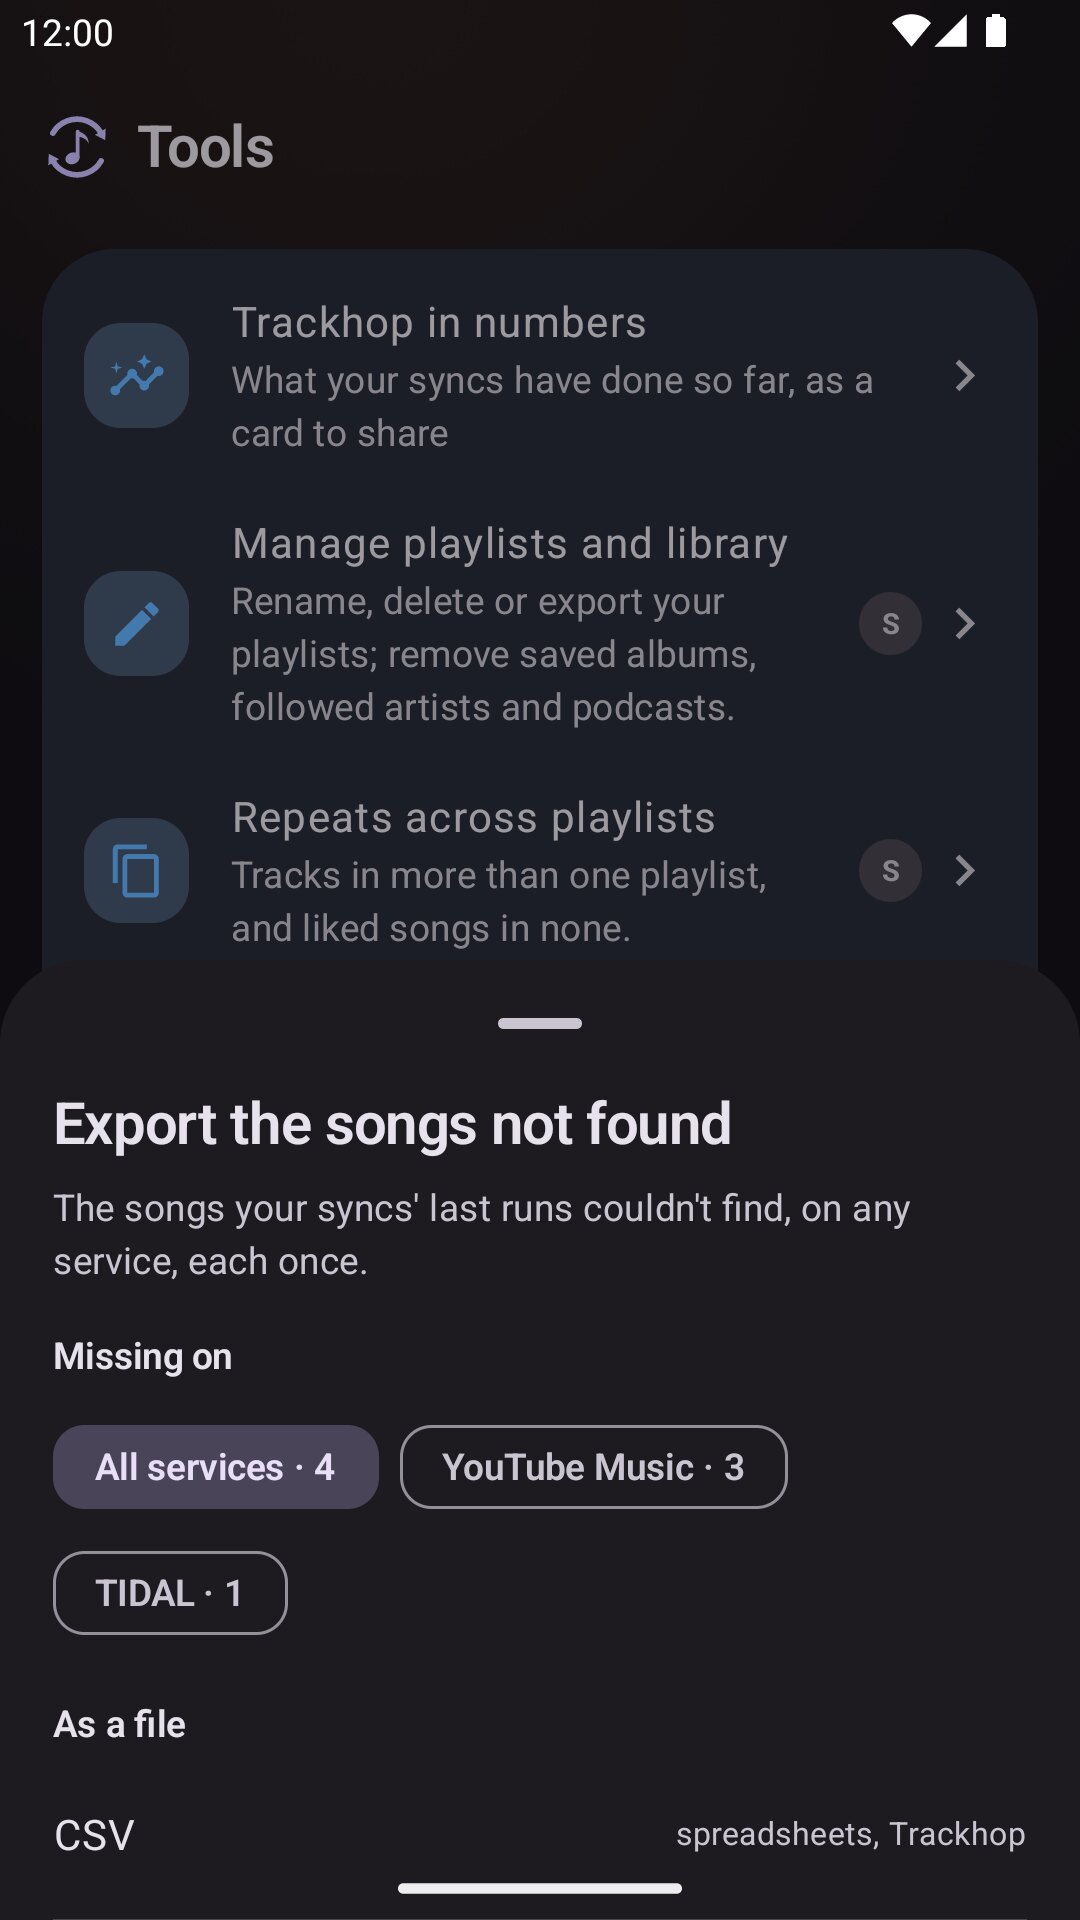 12:00
Tools
Trackhop in numbers
What your syncs have done so far, as a
card to share
Manage playlists and library
Rename, delete or export your
playlists; remove saved albums,
followed artists and podcasts.
S
Repeats across playlists
Tracks in more than one playlist,
and liked songs in none.
S
Export the songs not found
The songs your syncs' last runs couldn't find, on any
service, each once.
Missing on
All services · 4
YouTube Music · 3
TIDAL · 1
As a file
CSV
spreadsheets, Trackhop